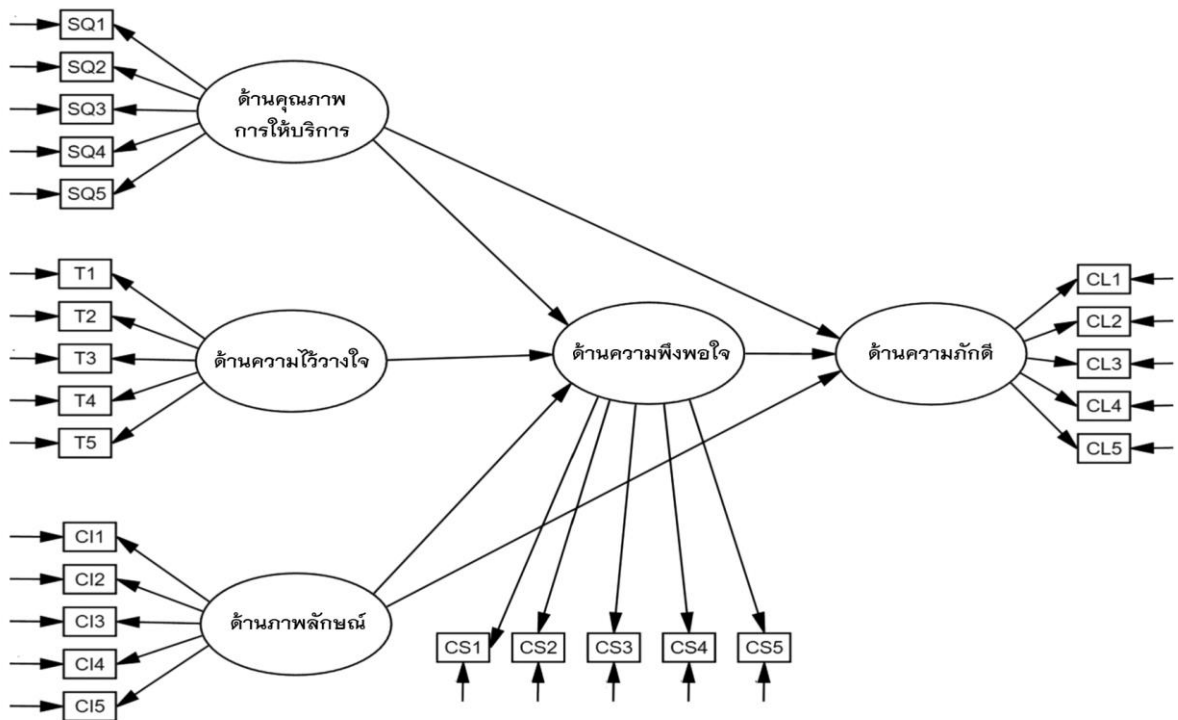 SQ1
SQ2
SQ3
SQ4
SQ5
ด้านคุณภาพ
การให้บริการ
T1
T2
T3
T4
T5
ด้านความไว้วางใจ
CI1
CI2
CI3
CI4
CI5
ด้านภาพลักษณ์
ด้านความพึงพอใจ
CS1
CS2
CS3
CS4
CS5
ด้านความภักดี
CL1
CL2
CL3
CL4
CL5